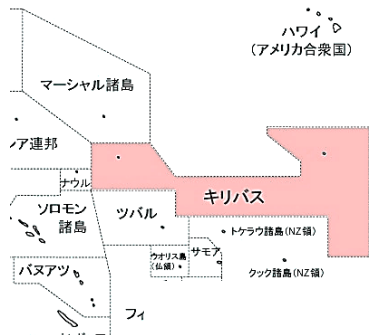 ハワイ
(アメリカ合衆国)
マーシャル諸島
ア連邦
ナウル
キリバス
ソロモン
諸島
ツバル
トケラウ諸島(NZ領)
ウオリス島
(仏領)
サモア
クック諸島(NZ領)
バヌアツ
フィ